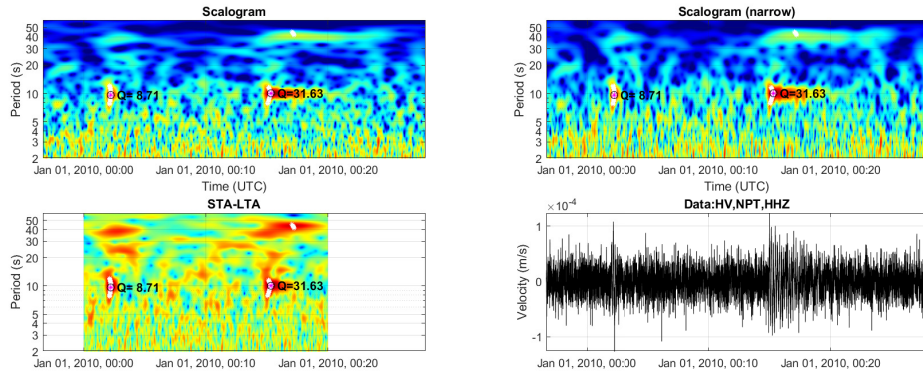 Scalogram
50
40
30
20
10
5
4
3
2
Period (s)
Q= 8.71
Q=31.63
Jan 01, 2010, 00:00
Jan 01, 2010, 00:10
Jan 01, 2010, 00:20
Time (UTC)
Scalogram (narrow)
50
40
30
20
10
5
4
3
2
Period (s)
Q= 8.71
Q=31.63
Jan 01, 2010, 00:00
Jan 01, 2010, 00:10
Jan 01, 2010, 00:20
Time (UTC)
STA-LTA
50
40
30
20
10
5
4
3
2
Period (s)
Q= 8.71
Q=31.63
Jan 01, 2010, 00:00
Jan 01, 2010, 00:10
Jan 01, 2010, 00:20
Data:HV,NPT,HHZ
×10⁻⁴
1
0
-1
Velocity (m/s)
Jan 01, 2010, 00:00
Jan 01, 2010, 00:10
Jan 01, 2010, 00:20